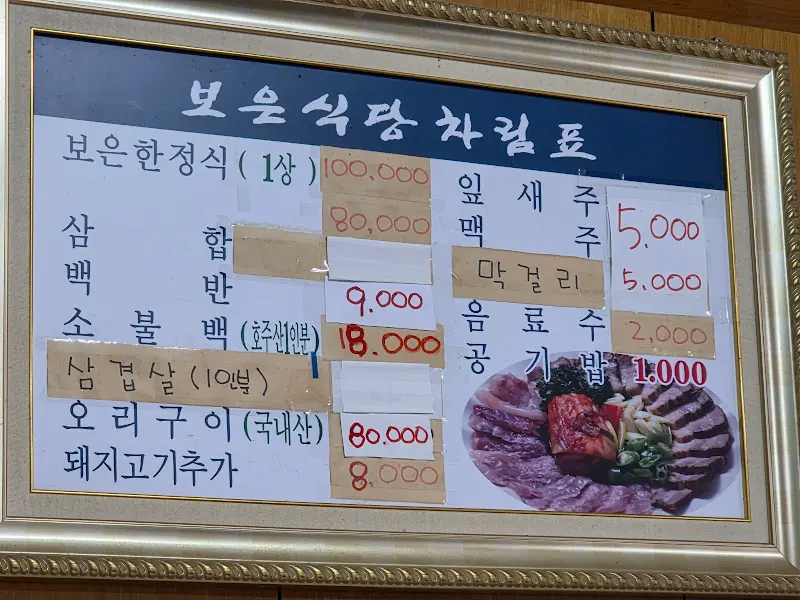 보은식당 차림표
보은한정식 (1상) 100.000
80,000
삼합
백반 9.000
소불백 (호주산1인분) 18.000
삼겹살 (1인분)
오리구이 (국내산) 80.000
돼지고기추가 8.000
잎새주 5.000
맥주
막걸리 5.000
음료수 2,000
공기밥 1.000